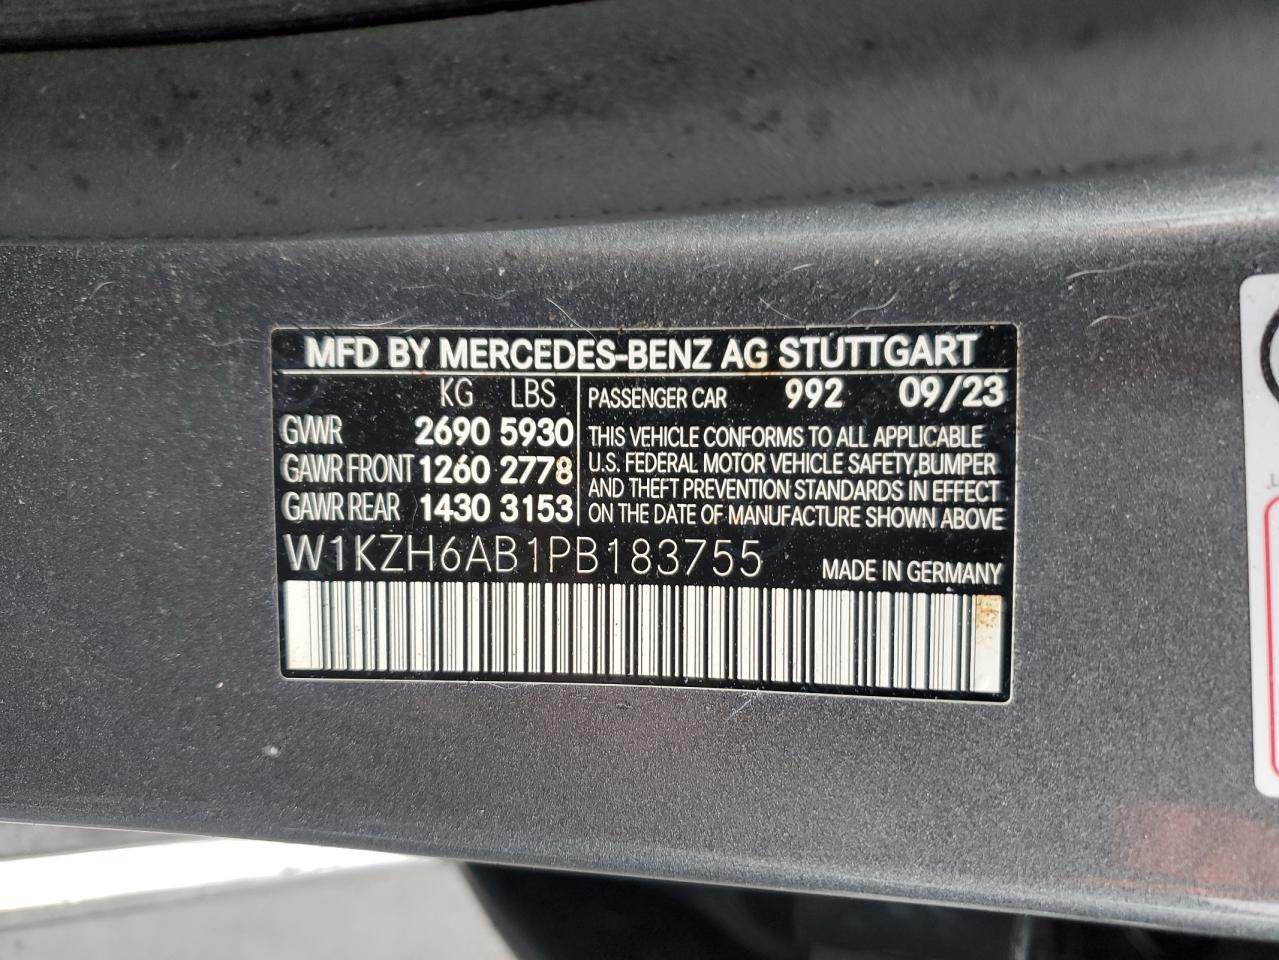 MFD BY MERCEDES-BENZ AG STUTTGART
KG LBS
GVWR 2690 5930
GAWR FRONT 1260 2778
GAWR REAR 1430 3153
PASSENGER CAR 992 09/23
THIS VEHICLE CONFORMS TO ALL APPLICABLE
U.S. FEDERAL MOTOR VEHICLE SAFETY,BUMPER
AND THEFT PREVENTION STANDARDS IN EFFECT
ON THE DATE OF MANUFACTURE SHOWN ABOVE
W1KZH6AB1PB183755
MADE IN GERMANY